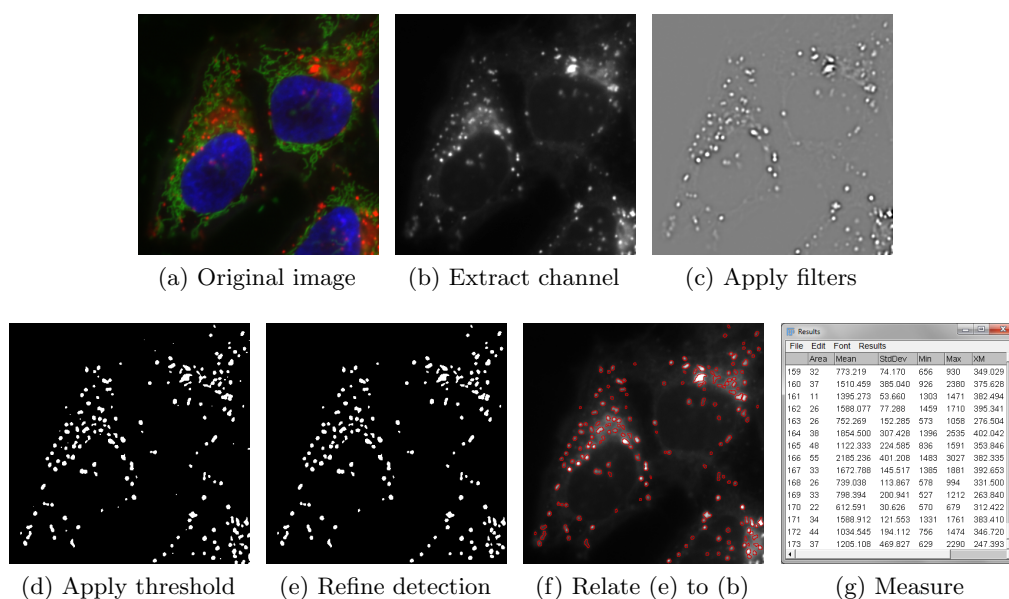 (a) Original image (b) Extract channel (c) Apply filters
Results
File Edit Font Results
Area Mean StdDev Min Max XM
159 32 773.219 74.170 656 930 349.029
160 37 1510.459 385.040 926 2380 375.628
161 11 1395.273 53.660 1303 1471 382.494
162 26 1588.077 77.288 1459 1710 395.341
163 26 752.269 152.285 573 1058 276.504
164 38 1854.500 307.428 1396 2535 402.042
165 48 1122.333 224.585 836 1591 353.846
166 55 2185.236 401.208 1483 3027 382.335
167 33 1672.788 145.517 1385 1881 392.653
168 26 739.038 113.867 578 994 331.500
169 33 798.394 200.941 527 1212 263.840
170 22 612.591 30.626 570 679 312.422
171 34 1588.912 121.553 1331 1761 383.410
172 44 1034.545 194.112 756 1474 346.720
173 37 1205.108 469.827 629 2290 247.393
(d) Apply threshold (e) Refine detection (f) Relate (e) to (b) (g) Measure